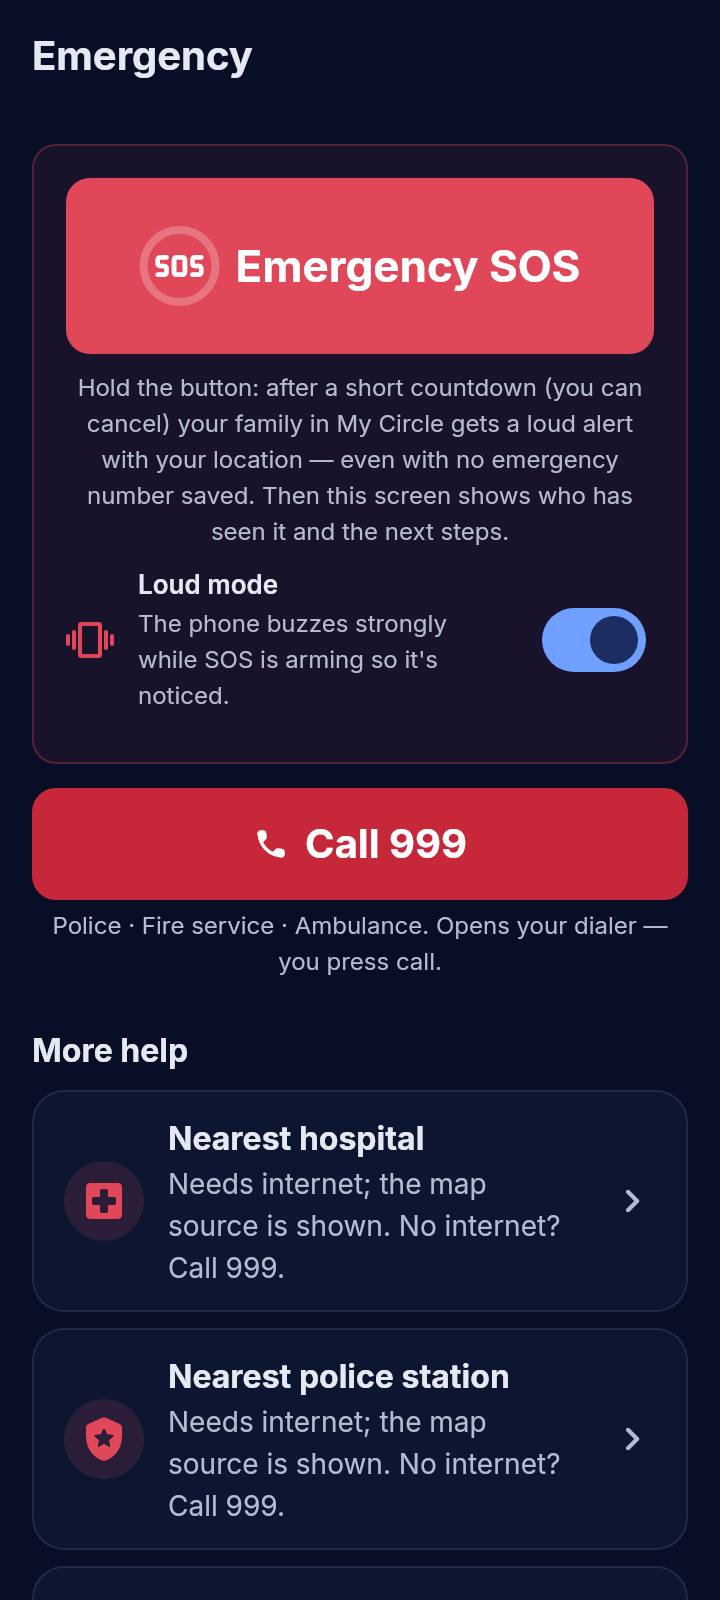 Emergency
SOS Emergency SOS
Hold the button: after a short countdown (you can
cancel) your family in My Circle gets a loud alert
with your location — even with no emergency
number saved. Then this screen shows who has
seen it and the next steps.
Loud mode
The phone buzzes strongly
while SOS is arming so it's
noticed.
Call 999
Police · Fire service · Ambulance. Opens your dialer —
you press call.
More help
Nearest hospital
Needs internet; the map
source is shown. No internet?
Call 999.
Nearest police station
Needs internet; the map
source is shown. No internet?
Call 999.